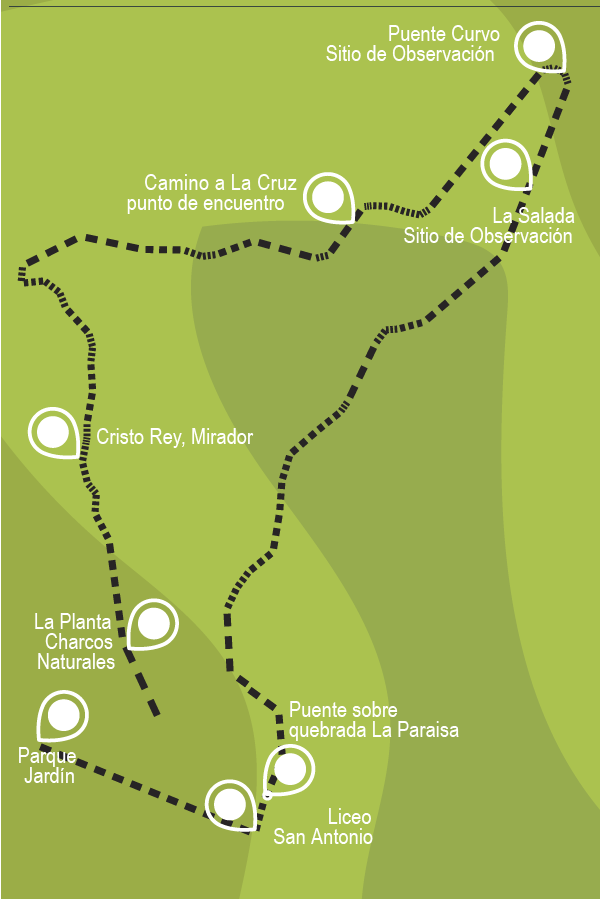 Puente Curvo
Sitio de Observación
Camino a La Cruz
punto de encuentro
La Salada
Sitio de Observación
Cristo Rey, Mirador
La Planta
Charcos
Naturales
Puente sobre
quebrada La Paraisa
Parque
Jardín
Liceo
San Antonio